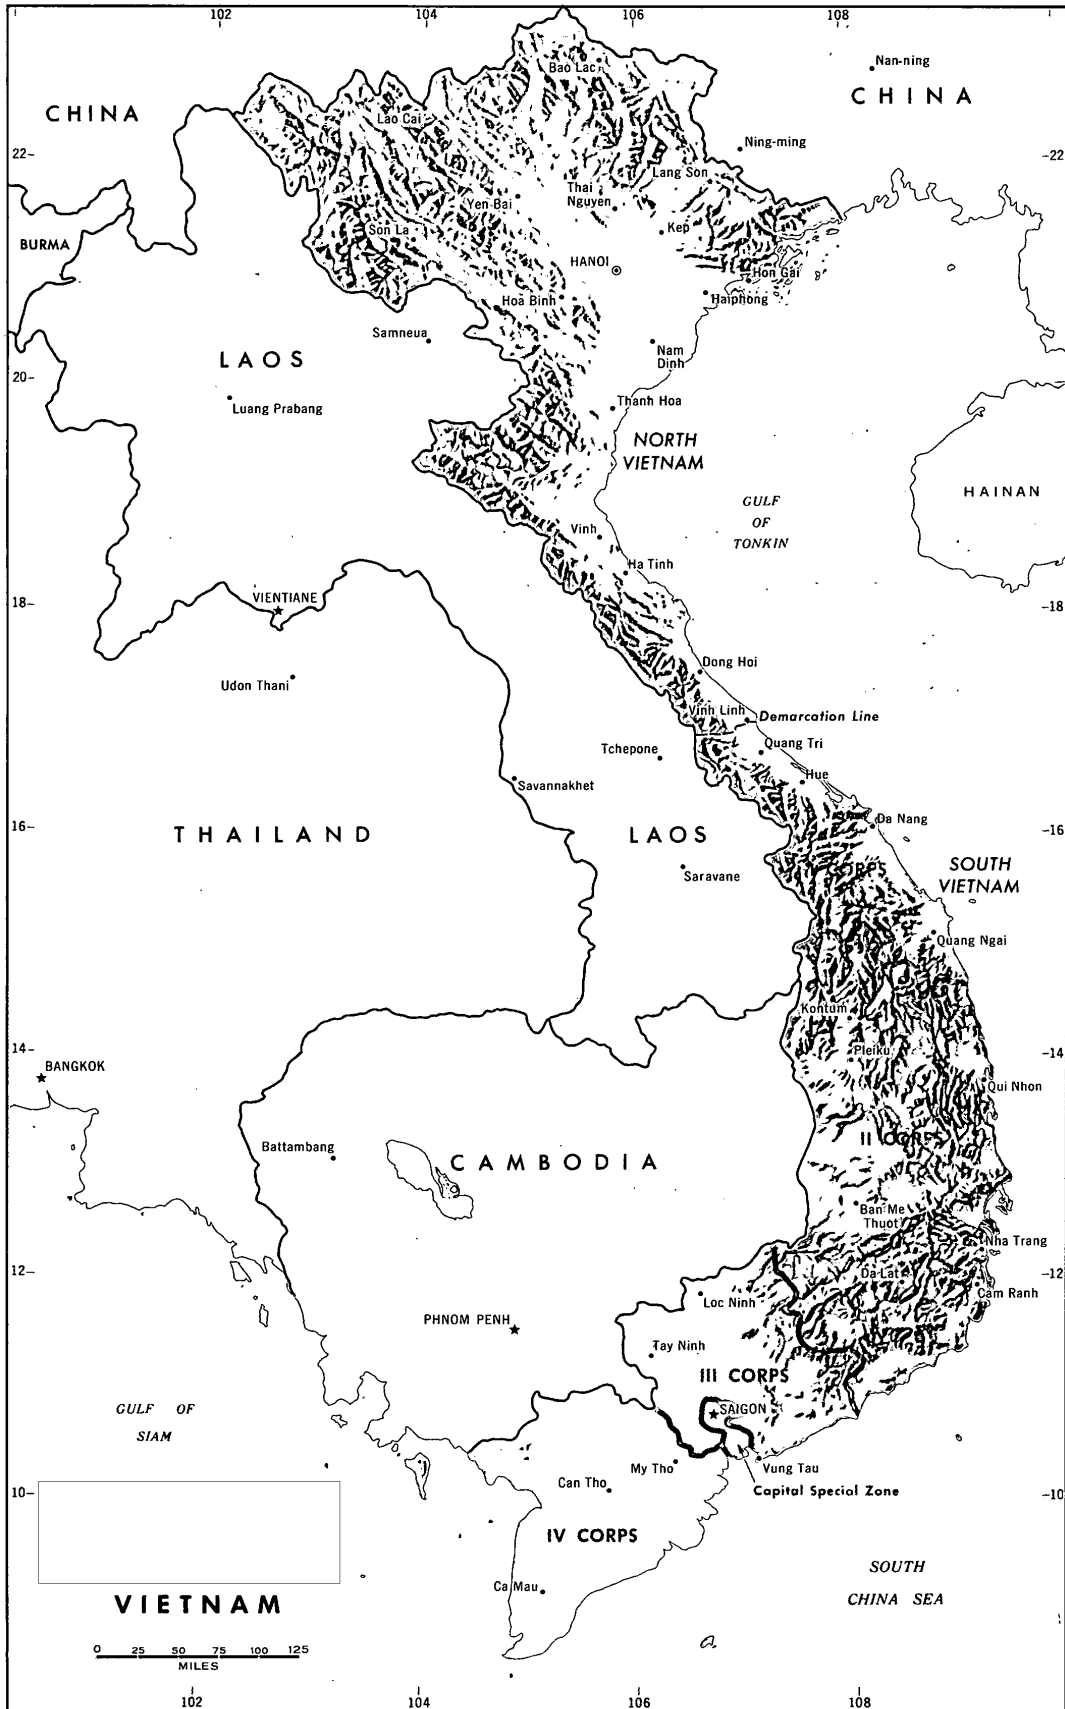 102 104 106 108
Nan-ning
CHINA
CHINA
Bao Lac
Lao Cai
Ning-ming
22
22
Lang Son
Thai
Nguyen
Yen Bai
Son La
Kep
BURMA
HANOI
Hon Gai
Hoa Binh
Haiphong
Samneua
LAOS
Nam
Dinh
20
Luang Prabang
Thanh Hoa
NORTH
VIETNAM
HAINAN
GULF
OF
TONKIN
Vinh
Ha Tinh
VIENTIANE
18
18
Dong Hoi
Udon Thani
Vinh Linh
Demarcation Line
Quang Tri
Tchepone
Hue
Savannakhet
Da Nang
16
THAILAND
LAOS
16
SOUTH
VIETNAM
I CORPS
Saravane
Quang Ngai
Kontum
14
14
Pleiku
BANGKOK
Qui Nhon
II CORPS
Battambang
CAMBODIA
Ban Me
Thuot
Nha Trang
12
12
Da Lat
Cam Ranh
Loc Ninh
PHNOM PENH
Tay Ninh
III CORPS
SAIGON
GULF OF
SIAM
My Tho
Vung Tau
Can Tho
Capital Special Zone
10
10
IV CORPS
SOUTH
CHINA SEA
Ca Mau
VIETNAM
0 25 50 75 100 125
MILES
102 104 106 108